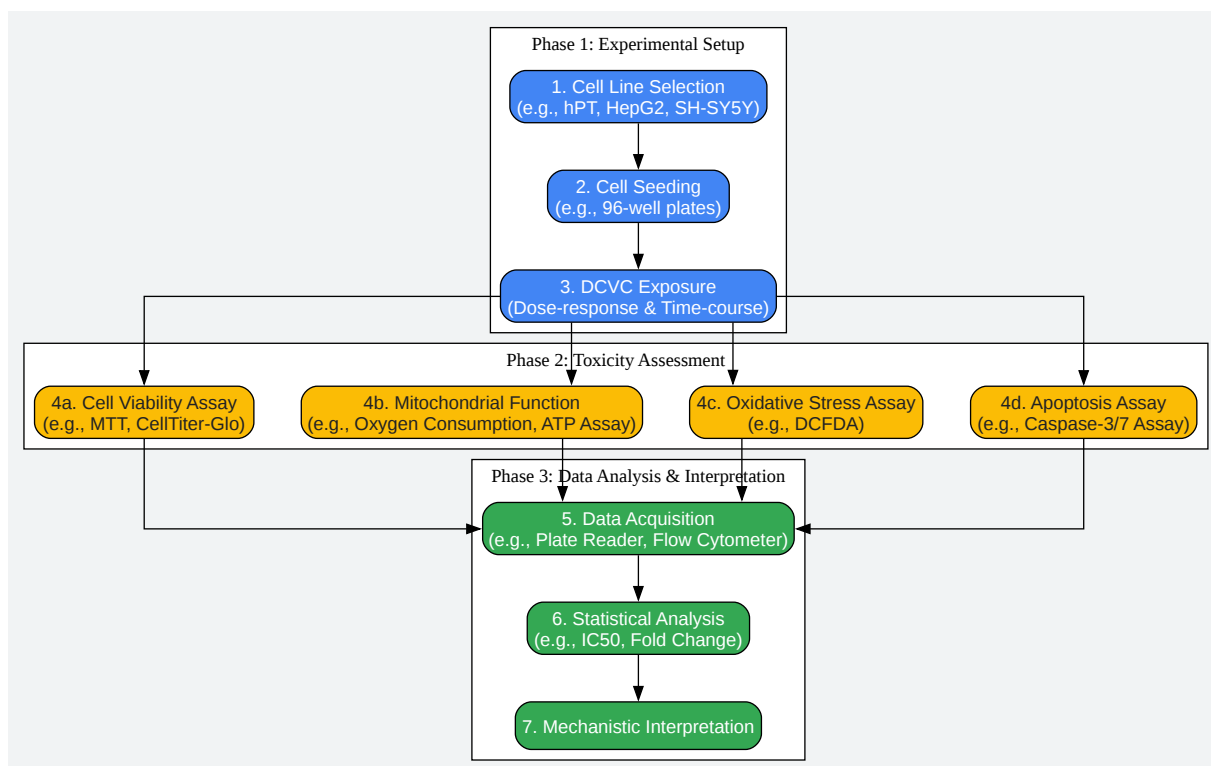 Phase 1: Experimental Setup
1. Cell Line Selection
(e.g., hPT, HepG2, SH-SY5Y)
2. Cell Seeding
(e.g., 96-well plates)
3. DCVC Exposure
(Dose-response & Time-course)
Phase 2: Toxicity Assessment
4a. Cell Viability Assay
(e.g., MTT, CellTiter-Glo)
4b. Mitochondrial Function
(e.g., Oxygen Consumption, ATP Assay)
4c. Oxidative Stress Assay
(e.g., DCFDA)
4d. Apoptosis Assay
(e.g., Caspase-3/7 Assay)
Phase 3: Data Analysis & Interpretation
5. Data Acquisition
(e.g., Plate Reader, Flow Cytometer)
6. Statistical Analysis
(e.g., IC50, Fold Change)
7. Mechanistic Interpretation